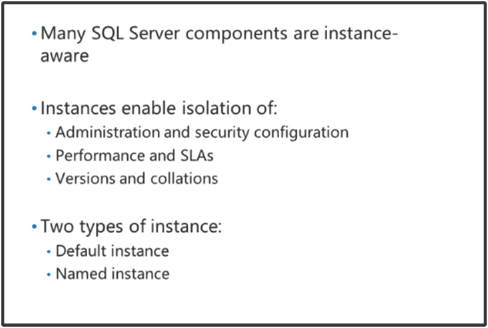 • Many SQL Server components are instance-
aware
• Instances enable isolation of:
• Administration and security configuration
• Performance and SLAs
• Versions and collations
• Two types of instance:
• Default instance
• Named instance